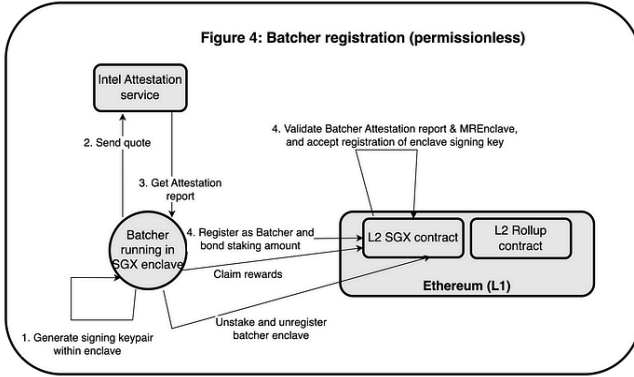 Figure 4: Batcher registration (permissionless)
Intel Attestation
service
2. Send quote
3. Get Attestation
report
4. Validate Batcher Attestation report & MREnclave,
and accept registration of enclave signing key
Batcher
running in
SGX enclave
4. Register as Batcher and
bond staking amount
Claim rewards
L2 SGX contract
L2 Rollup
contract
Ethereum (L1)
Unstake and unregister
batcher enclave
1. Generate signing keypair
within enclave